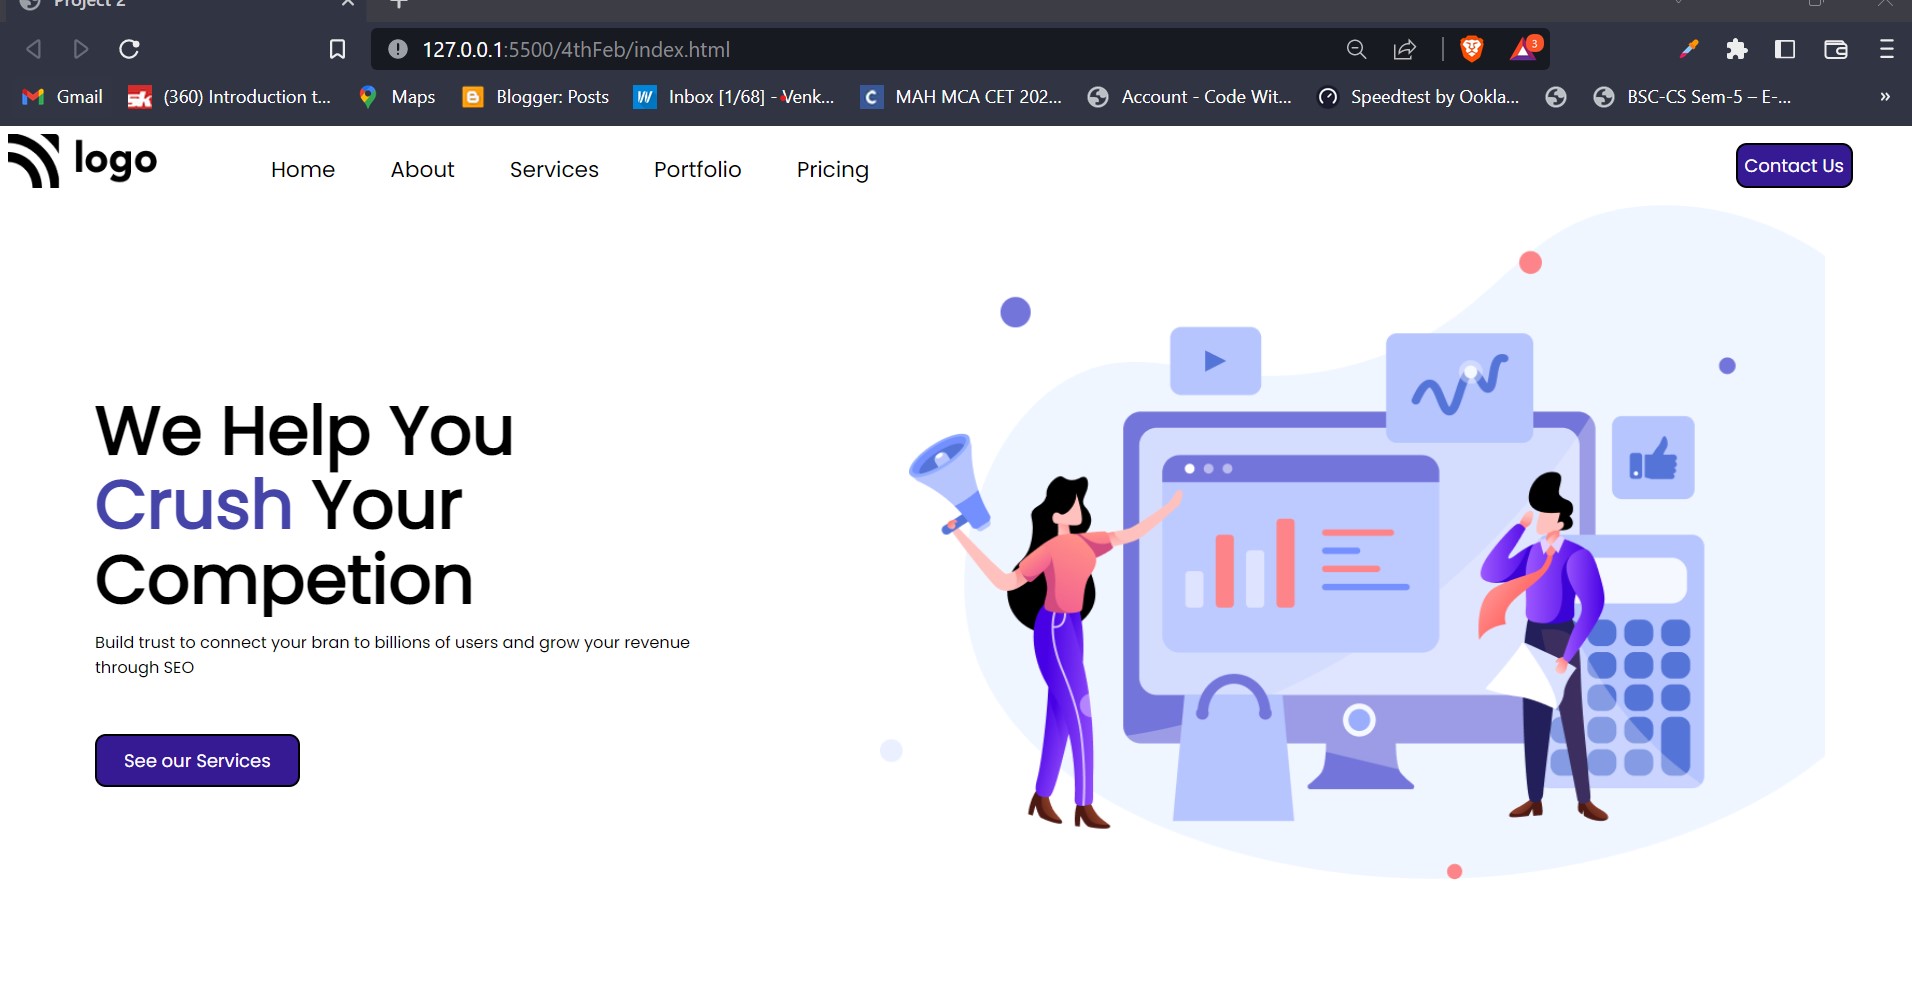 Project 2
127.0.0.1:5500/4thFeb/index.html
3
Gmail
(360) Introduction t...
Maps
Blogger: Posts
Inbox [1/68] - Venk...
MAH MCA CET 202...
Account - Code Wit...
Speedtest by Ookla...
BSC-CS Sem-5 – E-...
»
logo
Home
About
Services
Portfolio
Pricing
Contact Us
We Help You
Crush Your
Competion
Build trust to connect your bran to billions of users and grow your revenue
through SEO
See our Services